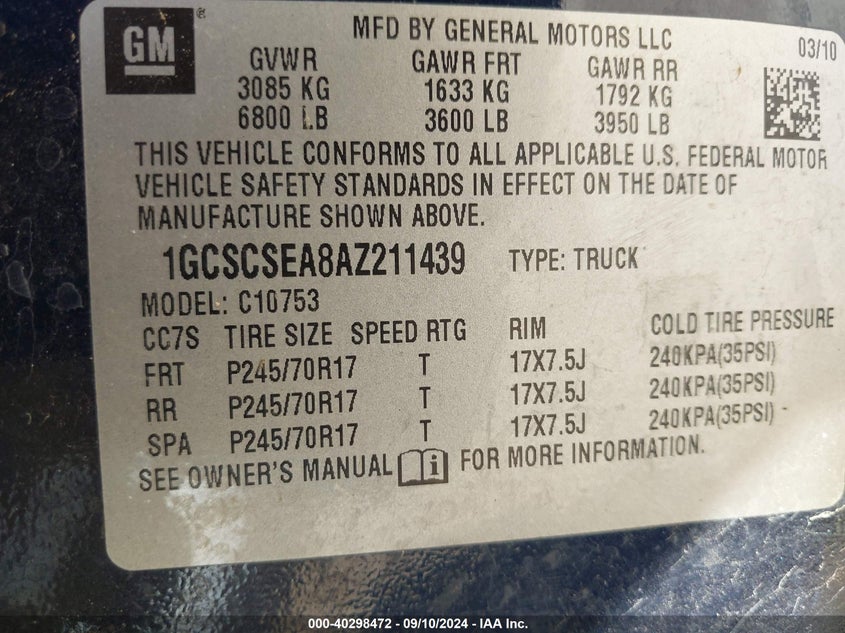 GM ® MFD BY GENERAL MOTORS LLC 03/10
GVWR GAWR FRT GAWR RR
3085 KG 1633 KG 1792 KG
6800 LB 3600 LB 3950 LB
THIS VEHICLE CONFORMS TO ALL APPLICABLE U.S. FEDERAL MOTOR
VEHICLE SAFETY STANDARDS IN EFFECT ON THE DATE OF
MANUFACTURE SHOWN ABOVE.
1GCSCSEA8AZ211439 TYPE: TRUCK
MODEL: C10753
CC7S TIRE SIZE SPEED RTG RIM COLD TIRE PRESSURE
FRT P245/70R17 T 17X7.5J 240KPA(35PSI)
RR P245/70R17 T 17X7.5J 240KPA(35PSI)
SPA P245/70R17 T 17X7.5J 240KPA(35PSI)
SEE OWNER'S MANUAL i FOR MORE INFORMATION.
000-40298472 - 09/10/2024 - IAA Inc.